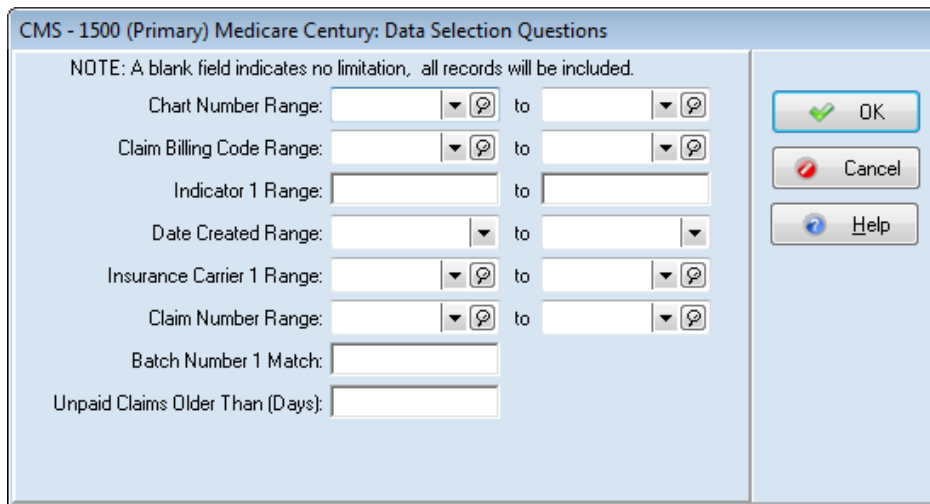 CMS - 1500 (Primary) Medicare Century: Data Selection Questions
NOTE: A blank field indicates no limitation, all records will be included.
Chart Number Range: to
Claim Billing Code Range: to
Indicator 1 Range: to
Date Created Range: to
Insurance Carrier 1 Range: to
Claim Number Range: to
Batch Number 1 Match:
Unpaid Claims Older Than (Days):
OK
Cancel
Help